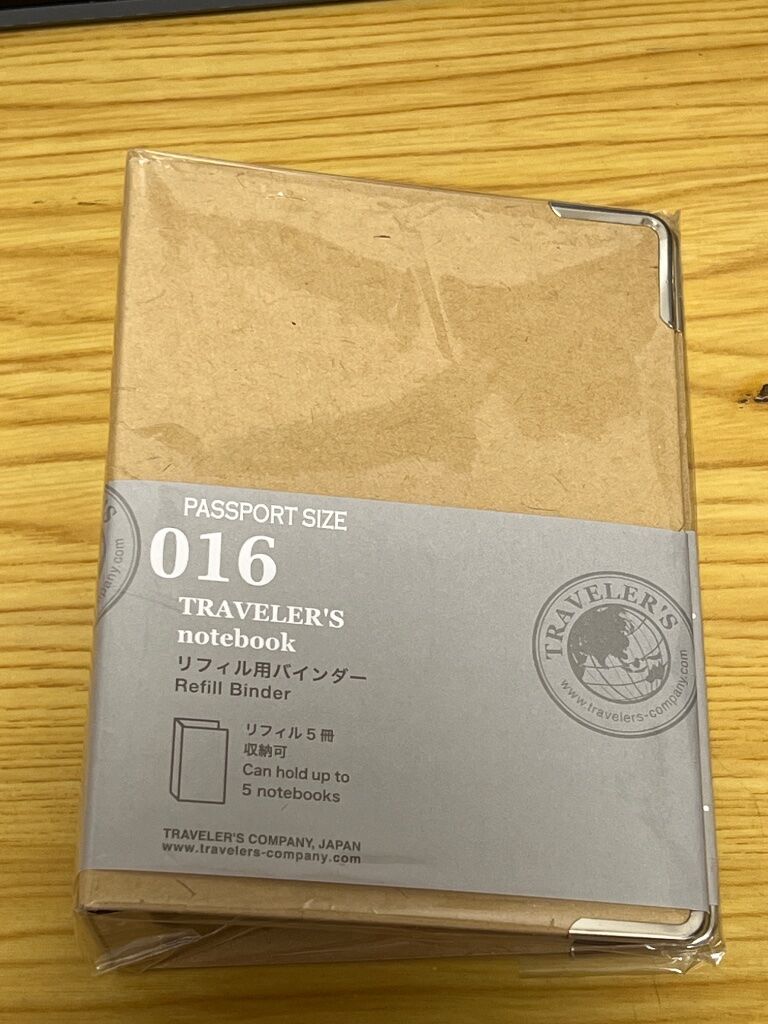 PASSPORT SIZE
016
TRAVELER'S
notebook
リフィル用バインダー
Refill Binder
リフィル5冊
収納可
Can hold up to
5 notebooks
TRAVELER'S COMPANY, JAPAN
www.travelers-company.com
TRAVELER'S
www.travelers-company.com